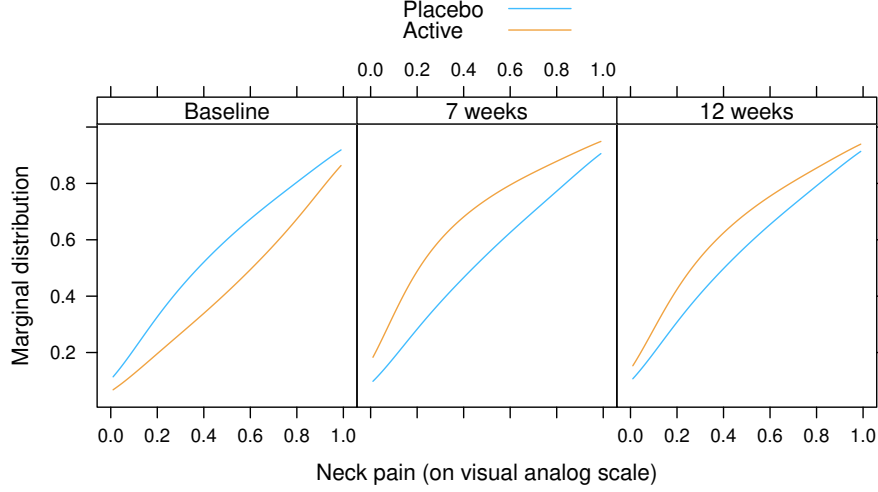 Placebo
Active
0.0 0.2 0.4 0.6 0.8 1.0
Baseline 7 weeks 12 weeks
Marginal distribution
0.8
0.6
0.4
0.2
0.0 0.2 0.4 0.6 0.8 1.0 0.0 0.2 0.4 0.6 0.8 1.0
Neck pain (on visual analog scale)